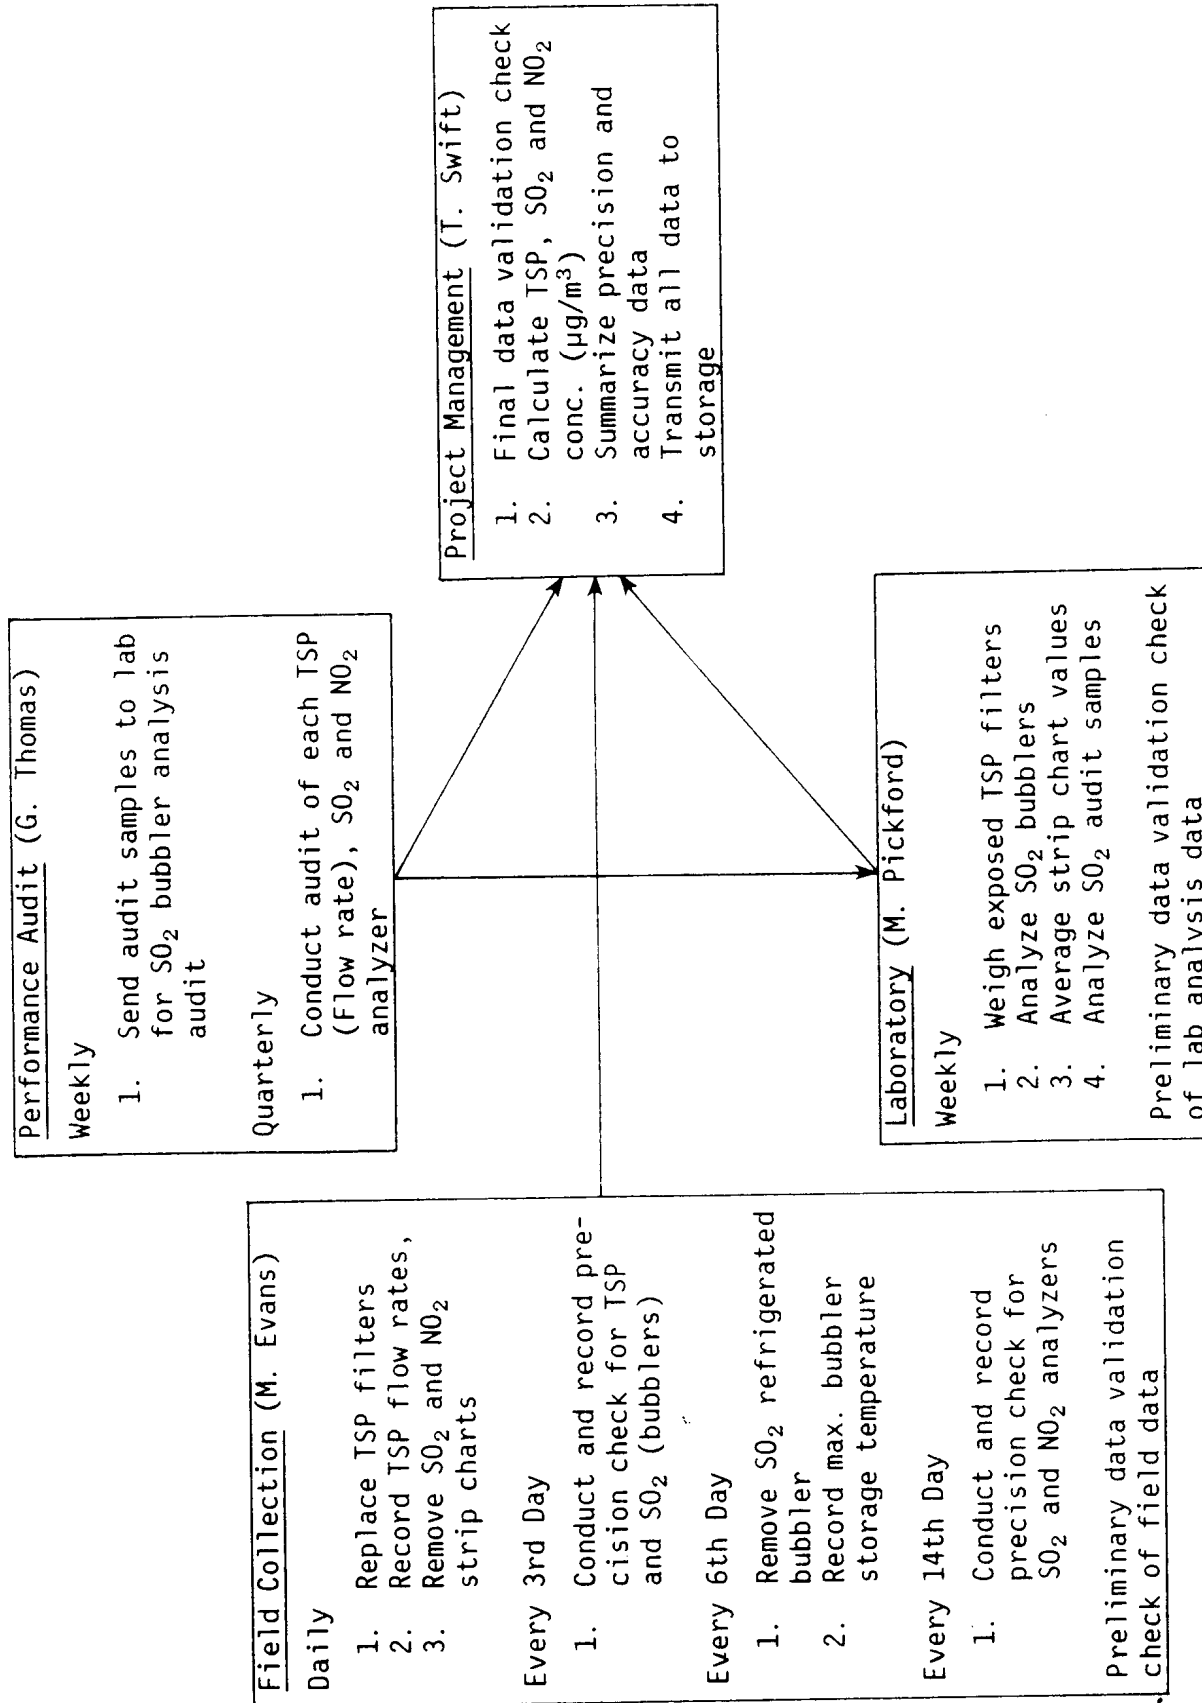 Field Collection (M. Evans)
Daily
1. Replace TSP filters
2. Record TSP flow rates,
3. Remove SO₂ and NO₂
strip charts
Every 3rd Day
1. Conduct and record pre-
cision check for TSP
and SO₂ (bubblers)
Every 6th Day
1. Remove SO₂ refrigerated
bubbler
2. Record max. bubbler
storage temperature
Every 14th Day
1. Conduct and record
precision check for
SO₂ and NO₂ analyzers
Preliminary data validation
check of field data
Performance Audit (G. Thomas)
Weekly
1. Send audit samples to lab
for SO₂ bubbler analysis
audit
Quarterly
1. Conduct audit of each TSP
(Flow rate), SO₂ and NO₂
analyzer
Laboratory (M. Pickford)
Weekly
1. Weigh exposed TSP filters
2. Analyze SO₂ bubblers
3. Average strip chart values
4. Analyze SO₂ audit samples
Preliminary data validation check
of lab analysis data
Project Management (T. Swift)
1. Final data validation check
2. Calculate TSP, SO₂ and NO₂
conc. (µg/m³)
3. Summarize precision and
accuracy data
4. Transmit all data to
storage